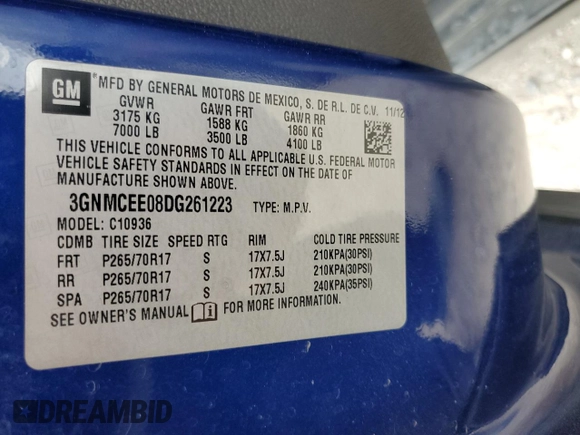 GM
*MFD BY GENERAL MOTORS DE MEXICO, S. DE R.L. DE C.V. 11/12
GVWR GAWR FRT GAWR RR
3175 KG 1588 KG 1860 KG
7000 LB 3500 LB 4100 LB
THIS VEHICLE CONFORMS TO ALL APPLICABLE U.S. FEDERAL MOTOR
VEHICLE SAFETY STANDARDS IN EFFECT ON THE DATE OF
MANUFACTURE SHOWN ABOVE.
3GNMCEE08DG261223 TYPE: M.P.V.
MODEL: C10936
CDMB TIRE SIZE SPEED RTG RIM COLD TIRE PRESSURE
FRT P265/70R17 S 17X7.5J 210KPA(30PSI)
RR P265/70R17 S 17X7.5J 210KPA(30PSI)
SPA P265/70R17 S 17X7.5J 240KPA(35PSI)
SEE OWNER'S MANUAL FOR MORE INFORMATION.
DREAMBID